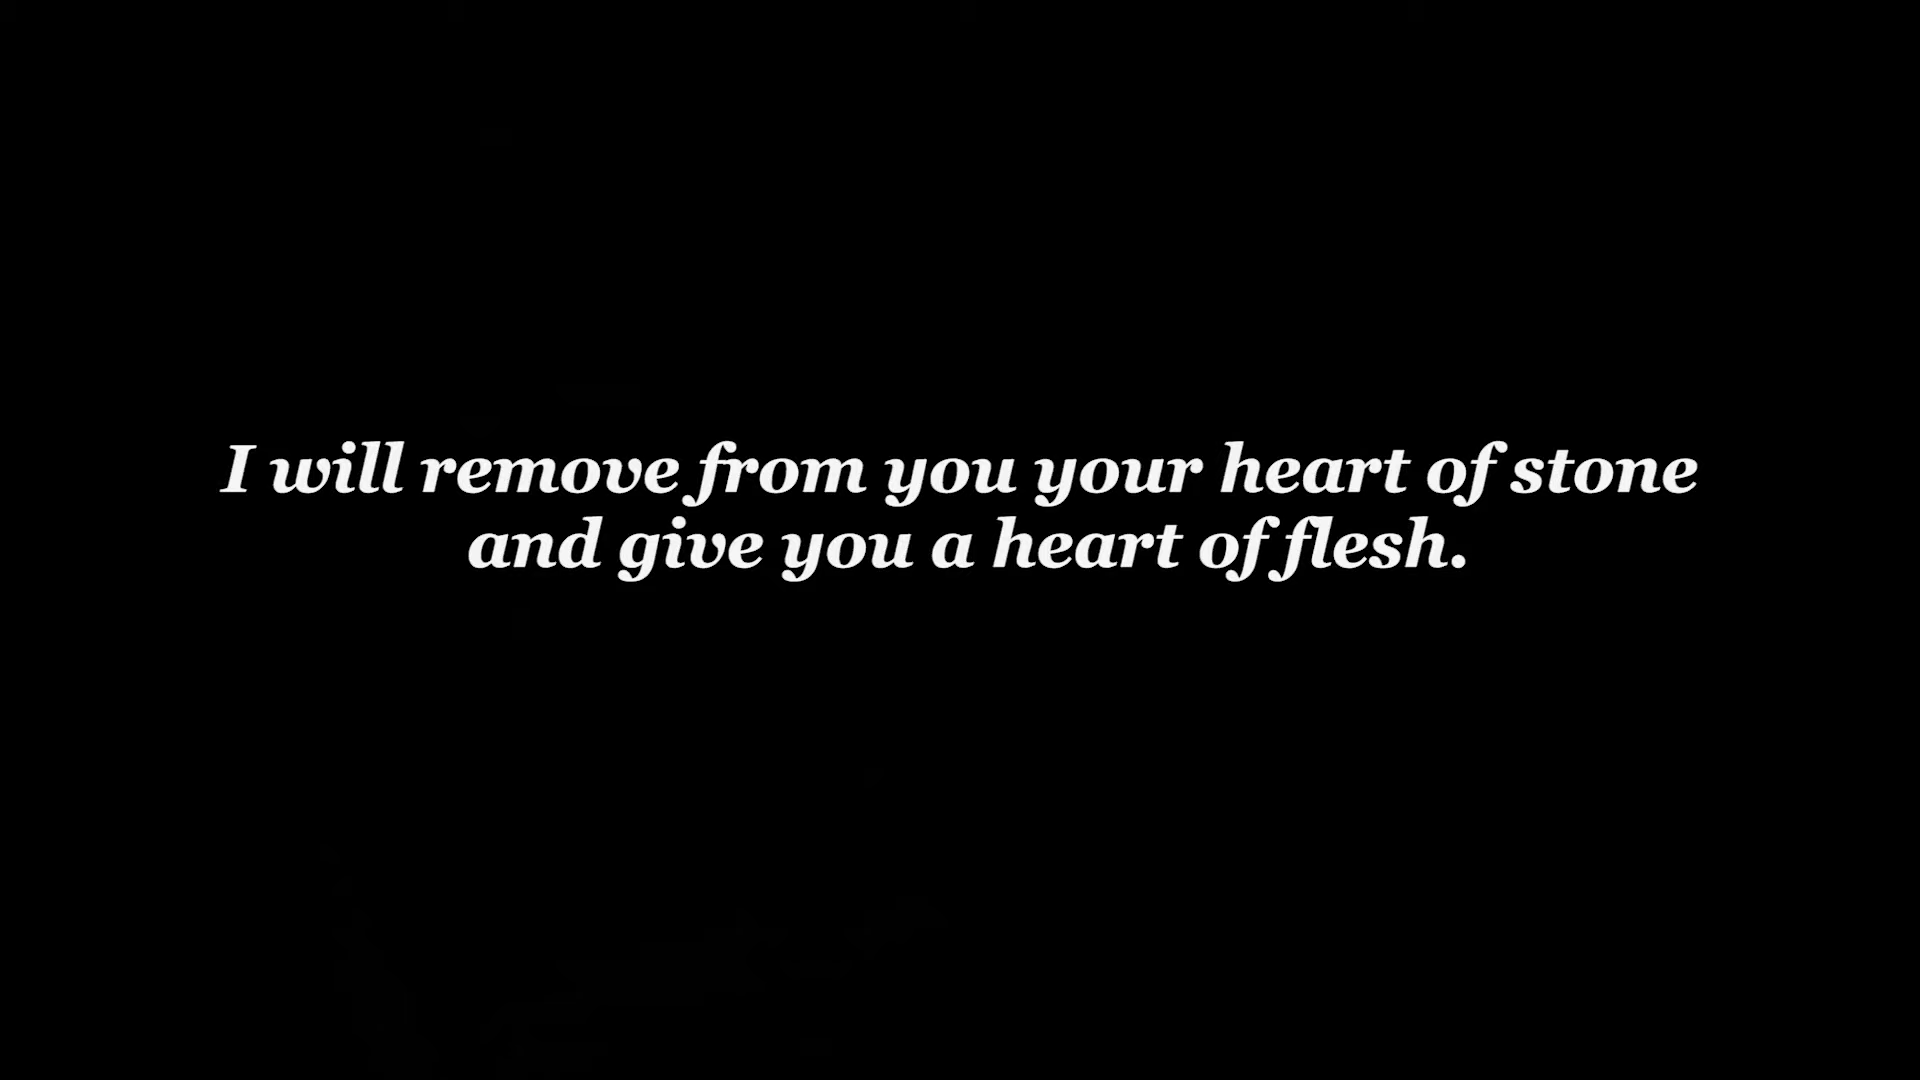 I will remove from you your heart of stone
and give you a heart of flesh.